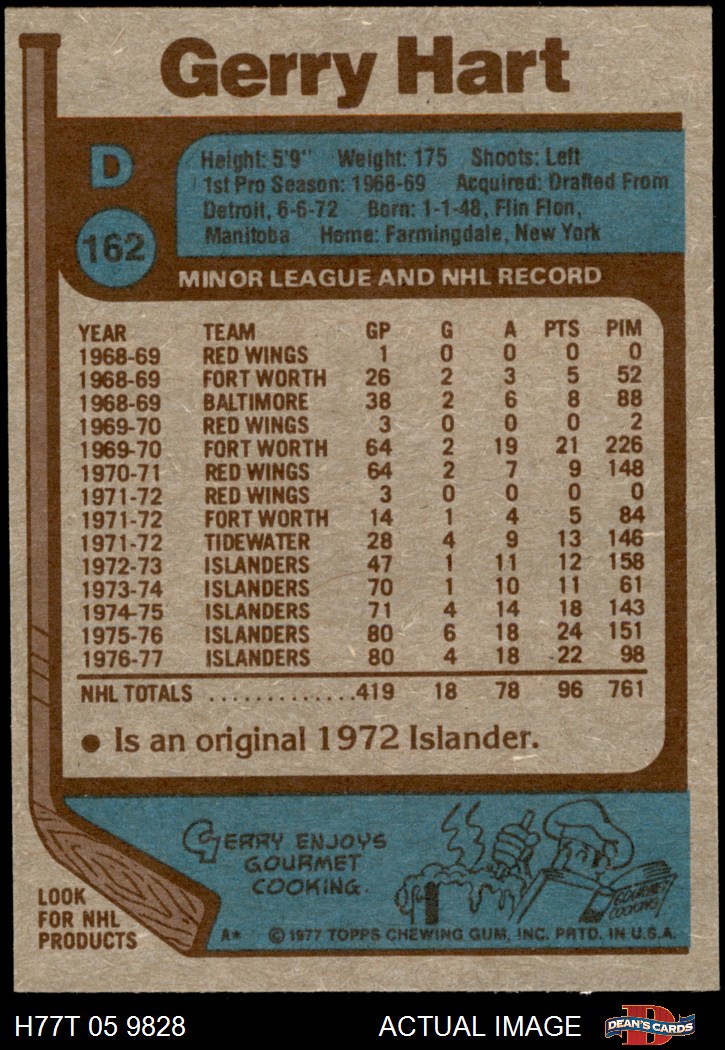 Gerry Hart
D
162
Height: 5'9" Weight: 175 Shoots: Left
1st Pro Season: 1968-69 Acquired: Drafted From
Detroit, 6-6-72 Born: 1-1-48, Flin Flon,
Manitoba Home: Farmingdale, New York
MINOR LEAGUE AND NHL RECORD
YEAR TEAM GP G A PTS PIM
1968-69 RED WINGS 1 0 0 0 0
1968-69 FORT WORTH 26 2 3 5 52
1968-69 BALTIMORE 38 2 6 8 88
1969-70 RED WINGS 3 0 0 0 2
1969-70 FORT WORTH 64 2 19 21 226
1970-71 RED WINGS 64 2 7 9 148
1971-72 RED WINGS 3 0 0 0 0
1971-72 FORT WORTH 14 1 4 5 84
1971-72 TIDEWATER 28 4 9 13 146
1972-73 ISLANDERS 47 1 11 12 158
1973-74 ISLANDERS 70 1 10 11 61
1974-75 ISLANDERS 71 4 14 18 143
1975-76 ISLANDERS 80 6 18 24 151
1976-77 ISLANDERS 80 4 18 22 98
NHL TOTALS ..............419 18 78 96 761
• Is an original 1972 Islander.
GERRY ENJOYS
GOURMET
COOKING.
GOURMET
COOKING
LOOK
FOR NHL
PRODUCTS
A* © 1977 TOPPS CHEWING GUM, INC. PRTD. IN U.S.A.
H77T 05 9828 ACTUAL IMAGE
D
DEAN'S CARDS